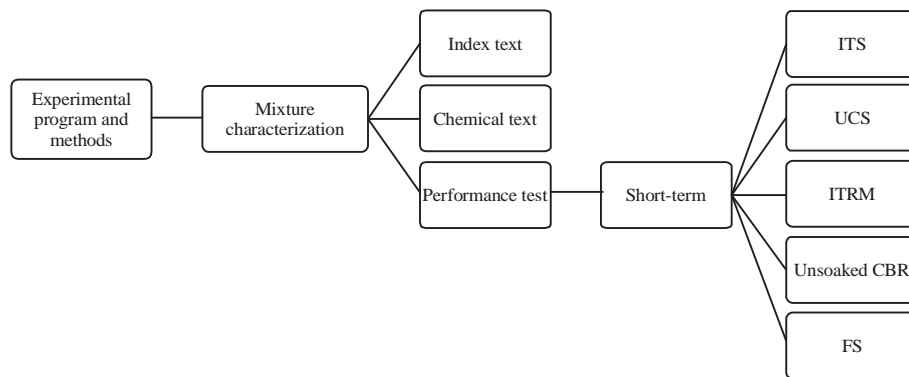 Experimental
program and
methods
Mixture
characterization
Index text
Chemical text
Performance test
Short-term
ITS
UCS
ITRM
Unsoaked CBR
FS